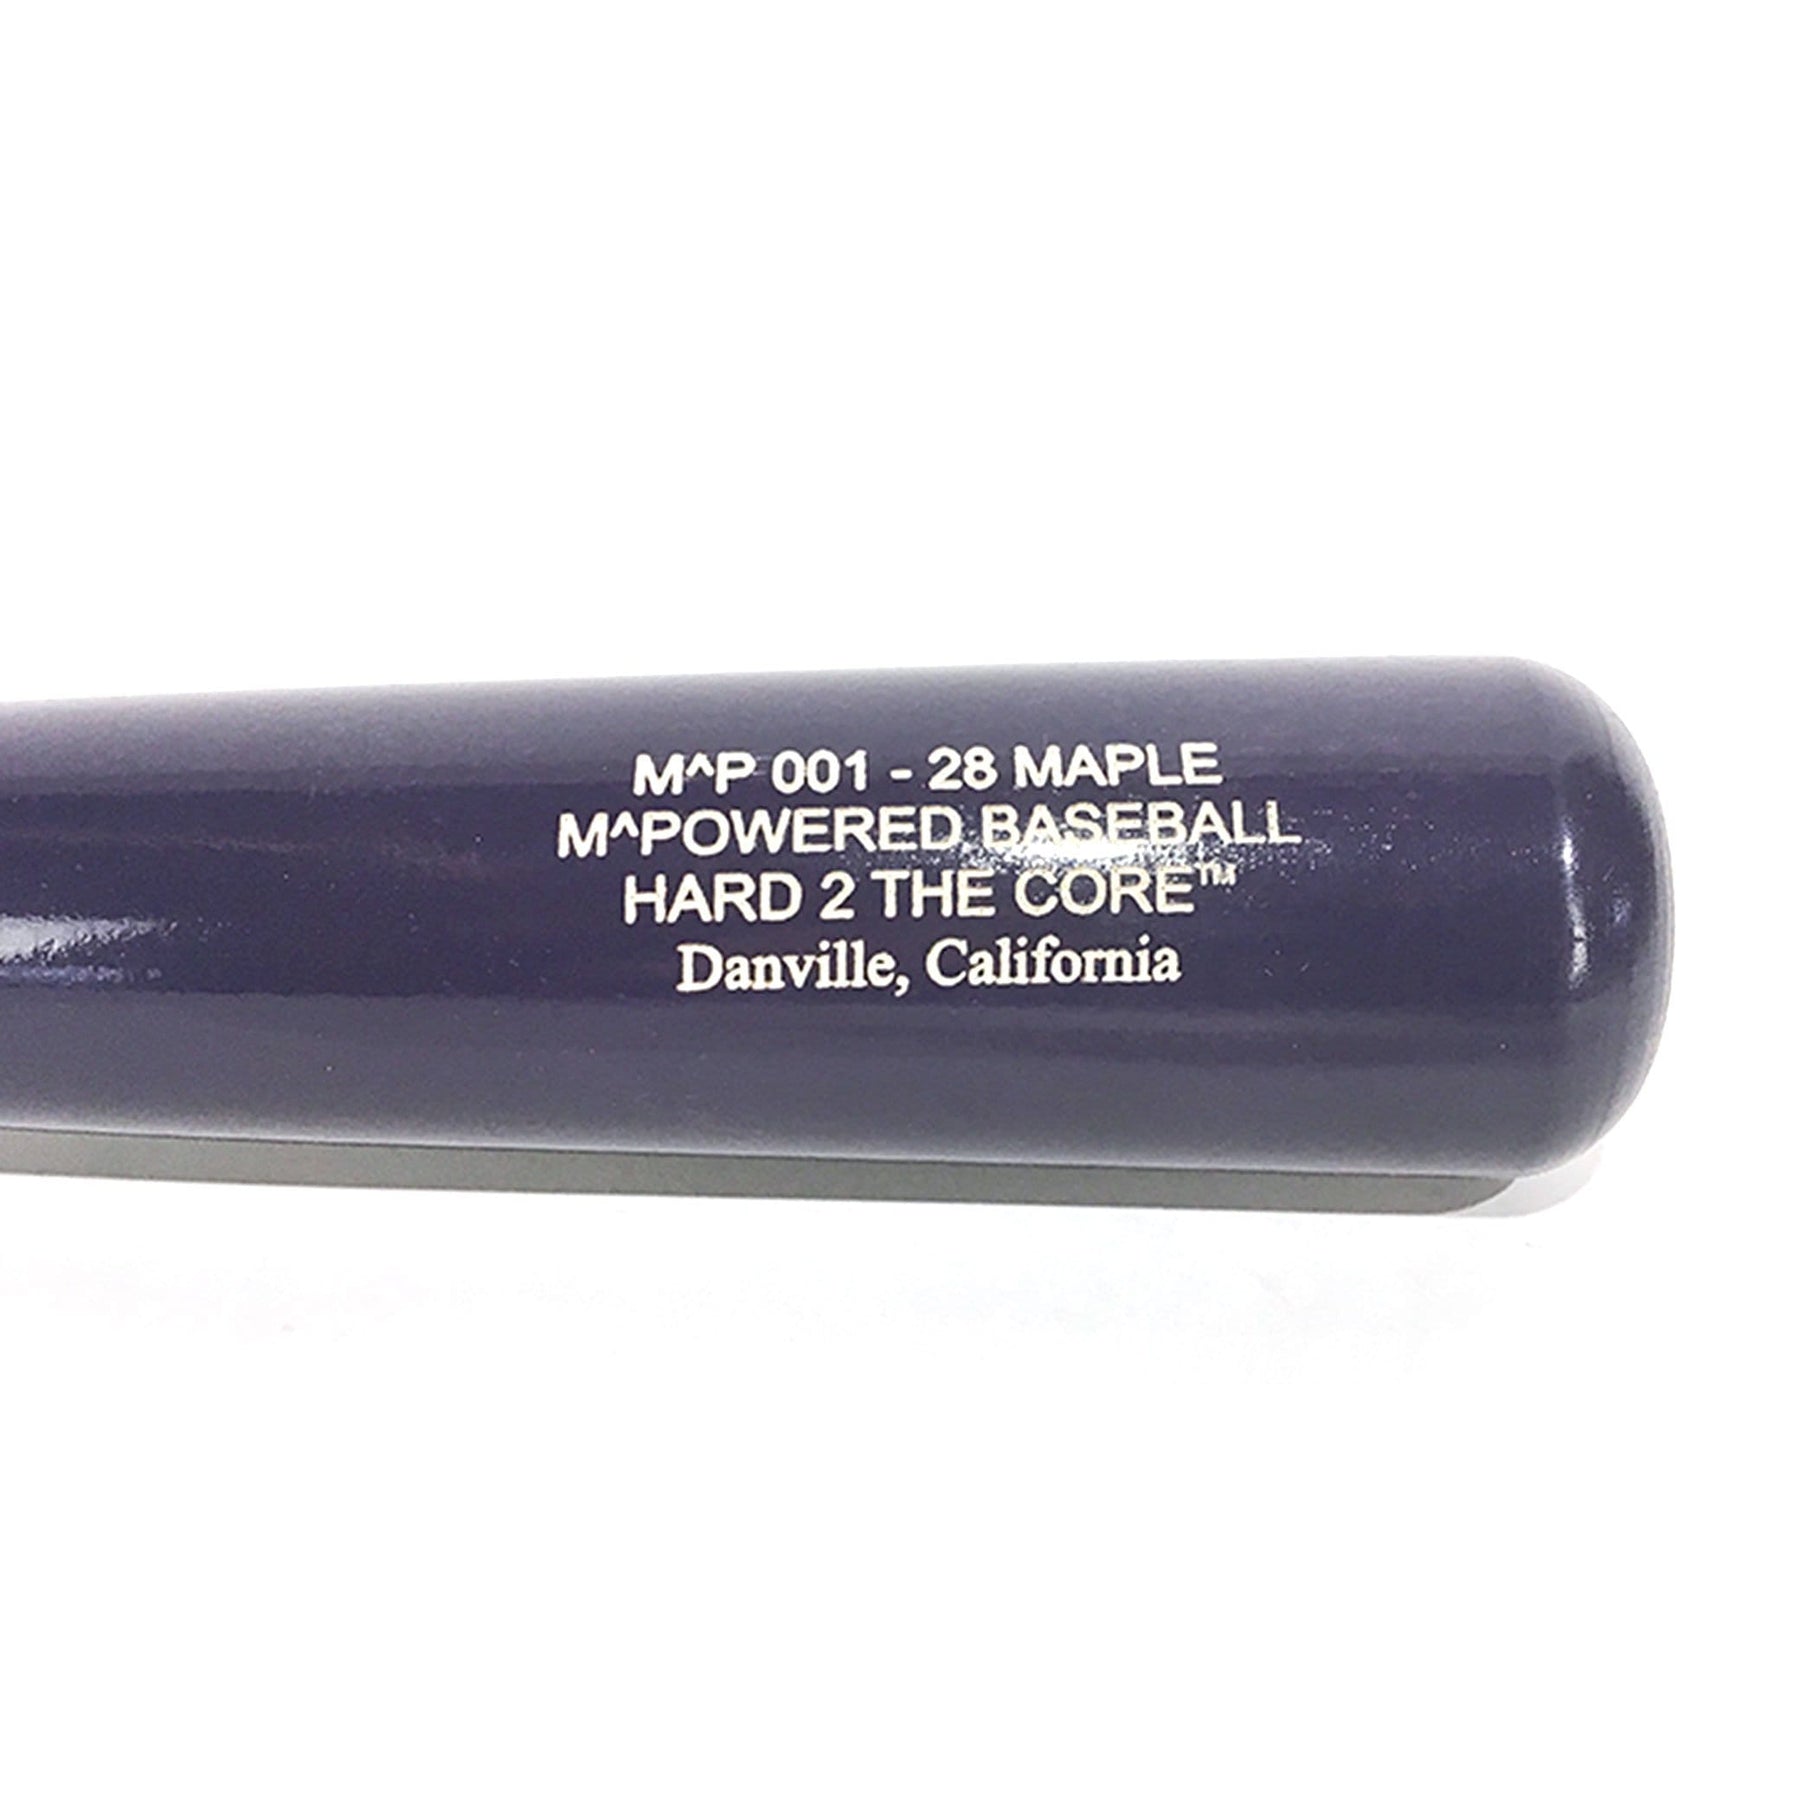 M^P 001 - 28 MAPLE
M^POWERED BASEBALL
HARD 2 THE CORE™
Danville, California